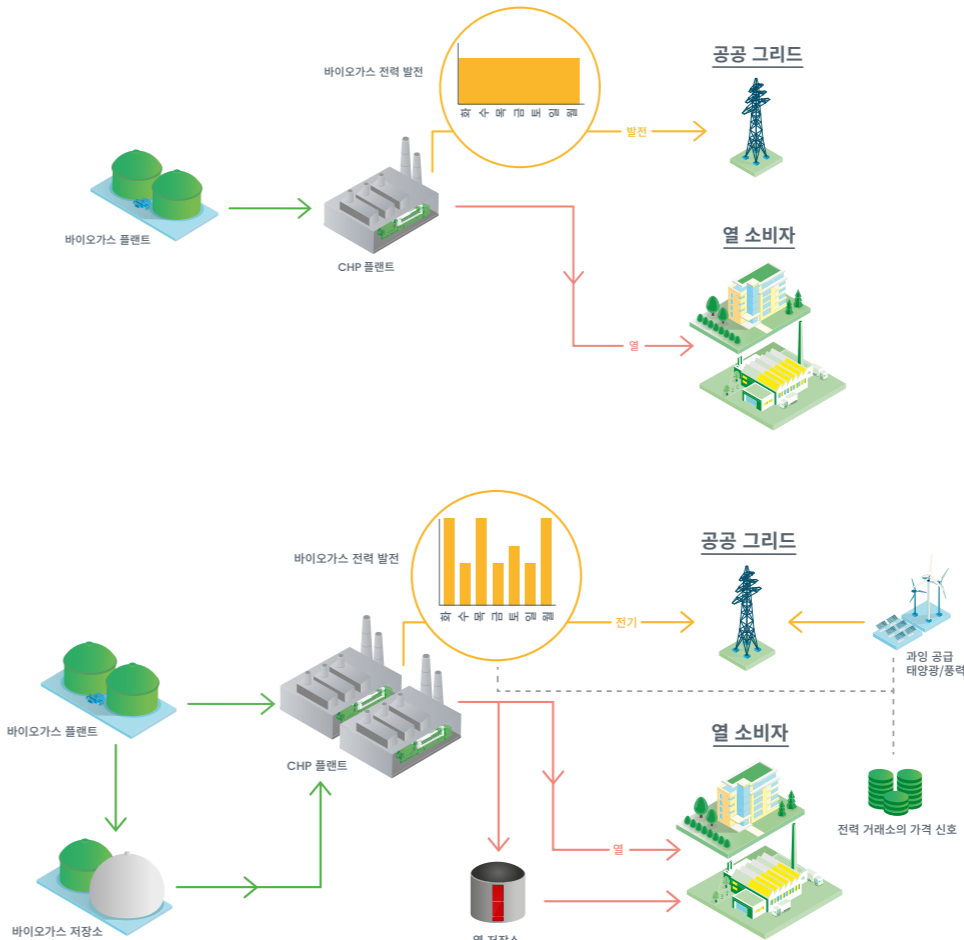 공공 그리드
바이오가스 전력 발전
화 수 목 금 토 일 월
발전
바이오가스 플랜트
CHP 플랜트
열 소비자
열
공공 그리드
바이오가스 전력 발전
화 수 목 금 토 일 월
전기
과잉 공급
태양광/풍력
바이오가스 플랜트
CHP 플랜트
열 소비자
전력 거래소의 가격 신호
열
바이오가스 저장소
열 저장소